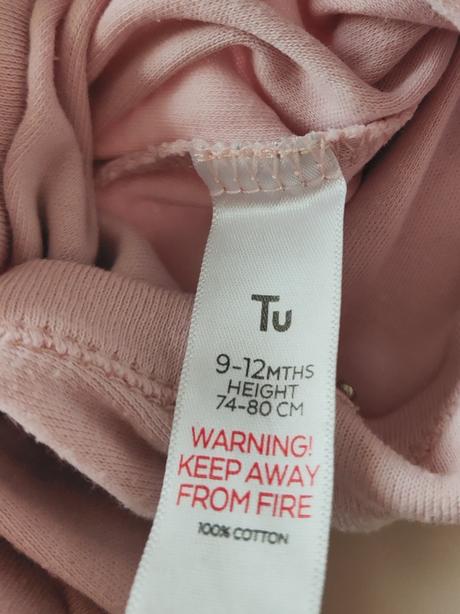 Tu
9-12MTHS
HEIGHT
74-80 CM
WARNING!
KEEP AWAY
FROM FIRE
100% COTTON